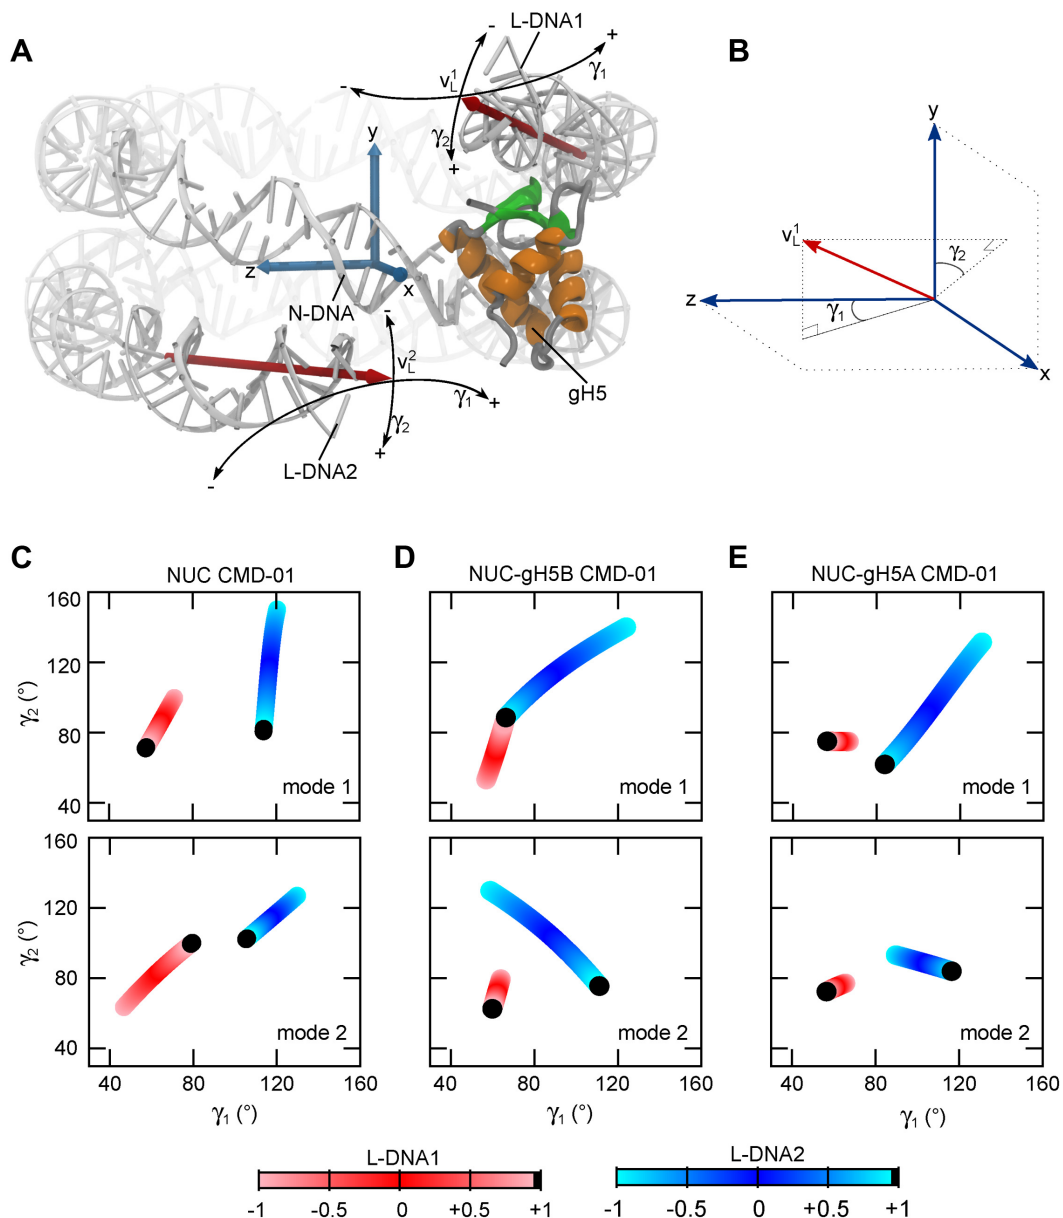 A
B
- L-DNA1
+
γ1
-
v_L^1
γ2
+
y
z
x
N-DNA
-
v_L^2
γ1
+
γ2
+
-
L-DNA2
gH5
y
v_L^1
γ2
z
γ1
x
C
D
E
NUC CMD-01
NUC-gH5B CMD-01
NUC-gH5A CMD-01
160
120
80
40
γ2 (°)
mode 1
mode 1
mode 1
160
120
80
40
γ2 (°)
mode 2
mode 2
mode 2
40 80 120 160
40 80 120 160
40 80 120 160
γ1 (°)
γ1 (°)
γ1 (°)
L-DNA1
-1 -0.5 0 +0.5 +1
L-DNA2
-1 -0.5 0 +0.5 +1